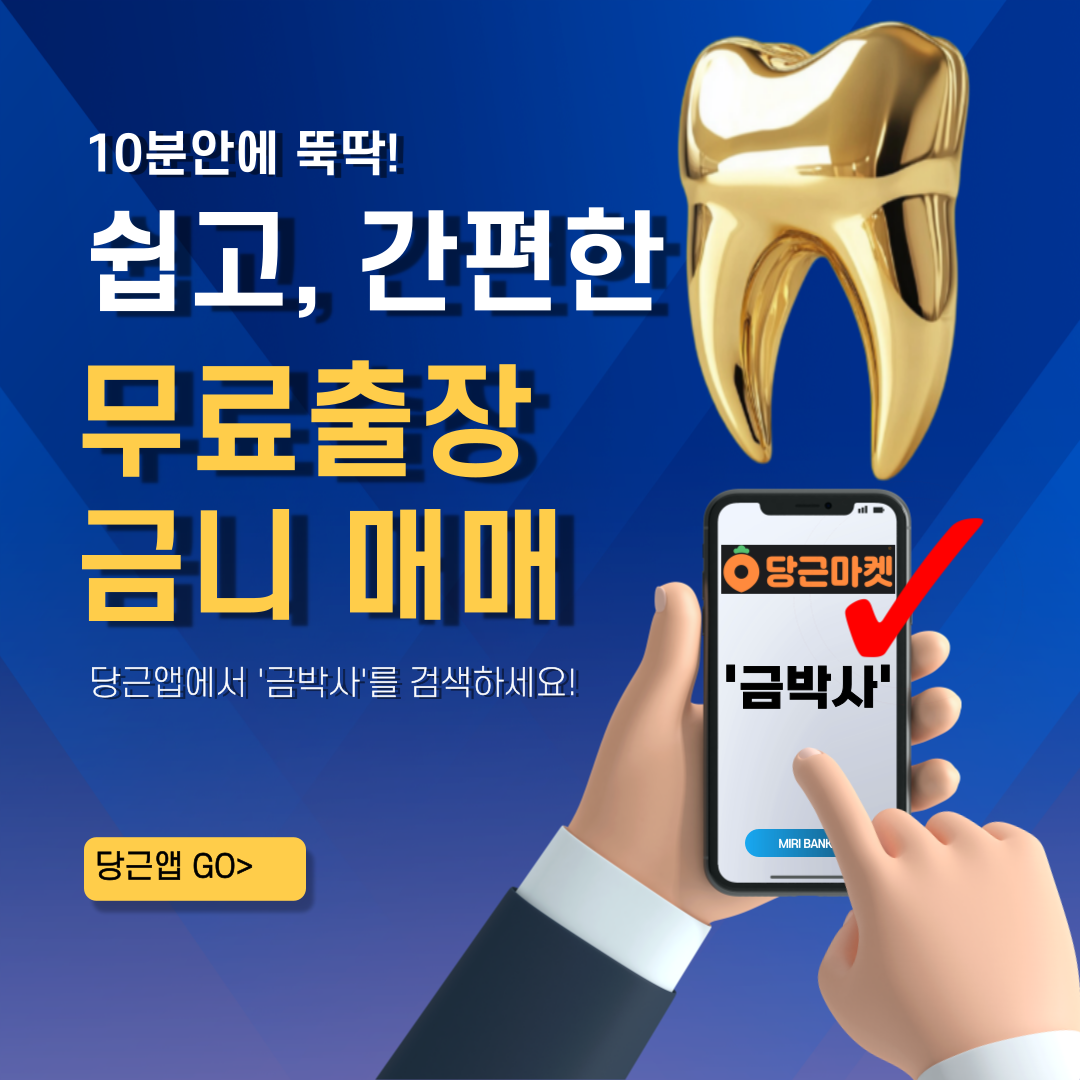 10분안에 뚝딱!
쉽고, 간편한
무료출장
금니 매매
당근앱에서 '금박사'를 검색하세요!
당근마켓
'금박사'
MIRI BANK
당근앱 GO>